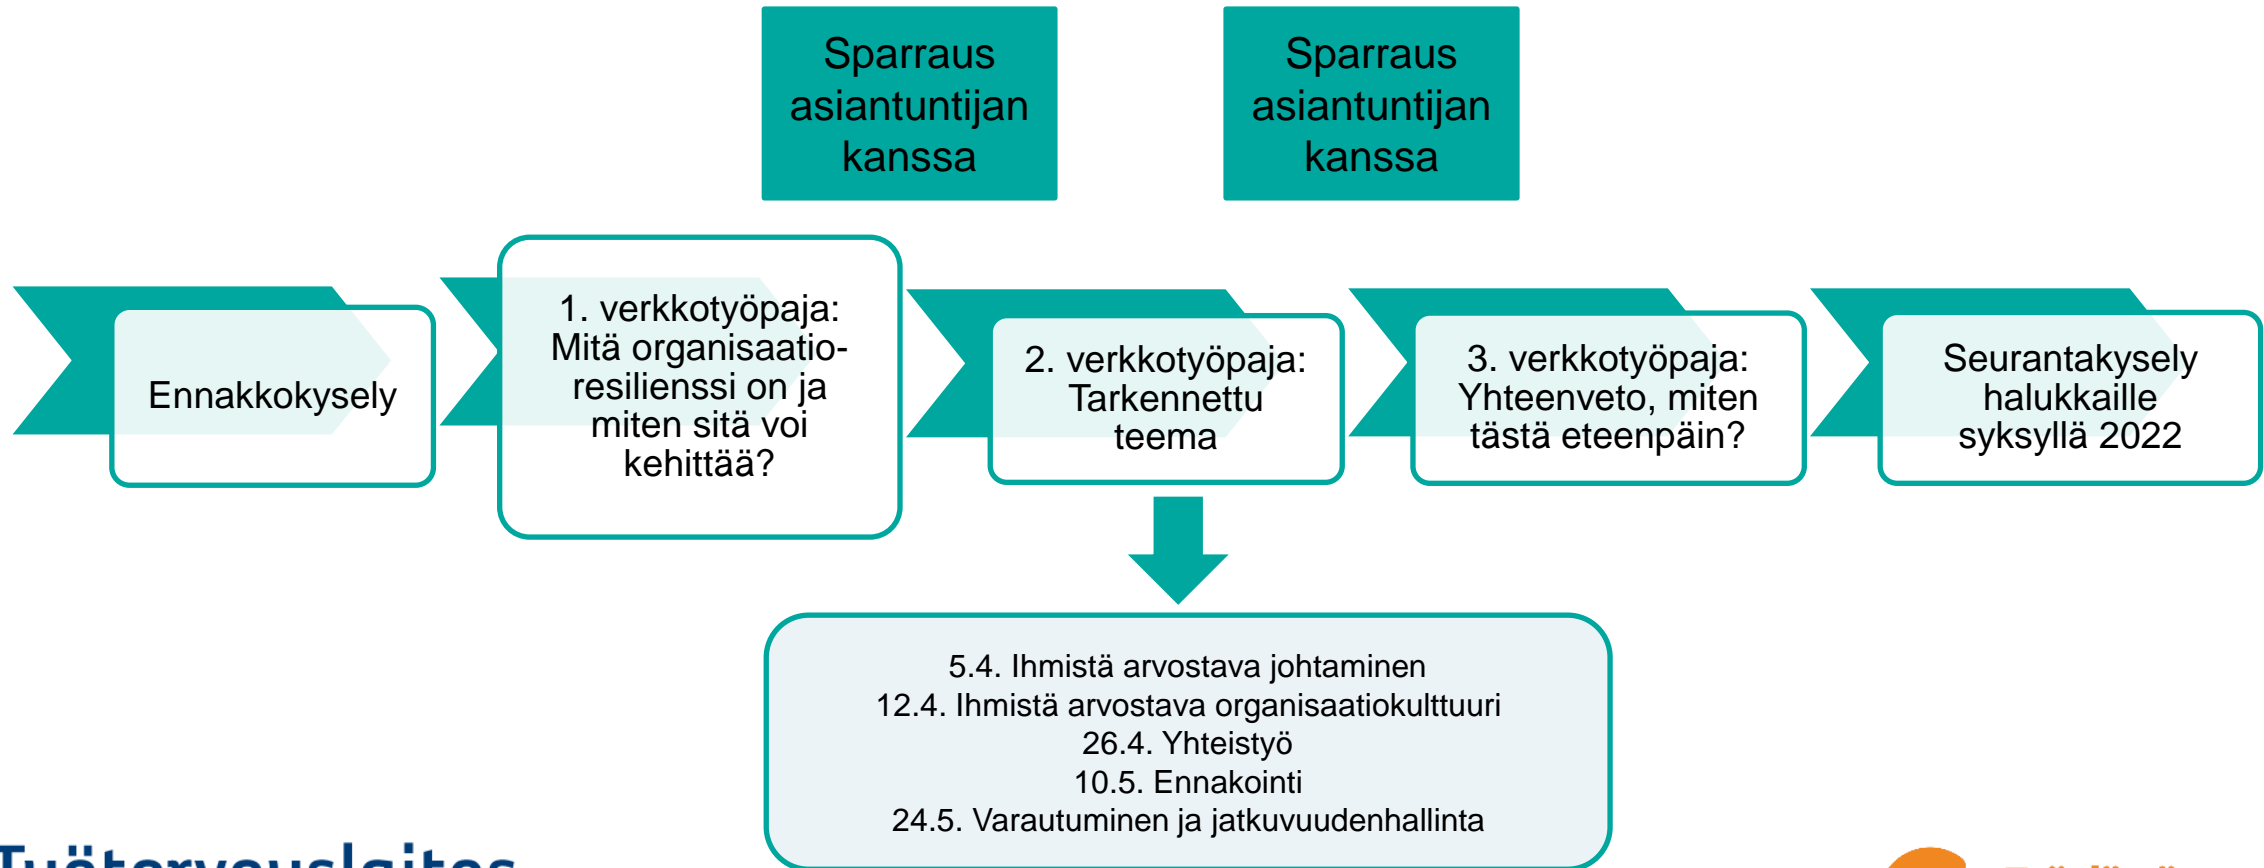 Sparraus
asiantuntijan
kanssa
Sparraus
asiantuntijan
kanssa
Ennakkokysely
1. verkkotyöpaja:
Mitä organisaatio-
resilienssi on ja
miten sitä voi
kehittää?
2. verkkotyöpaja:
Tarkennettu
teema
3. verkkotyöpaja:
Yhteenveto, miten
tästä eteenpäin?
Seurantakysely
halukkaille
syksyllä 2022
5.4. Ihmistä arvostava johtaminen
12.4. Ihmistä arvostava organisaatiokulttuuri
26.4. Yhteistyö
10.5. Ennakointi
24.5. Varautuminen ja jatkuvuudenhallinta
Työterveyslaitos